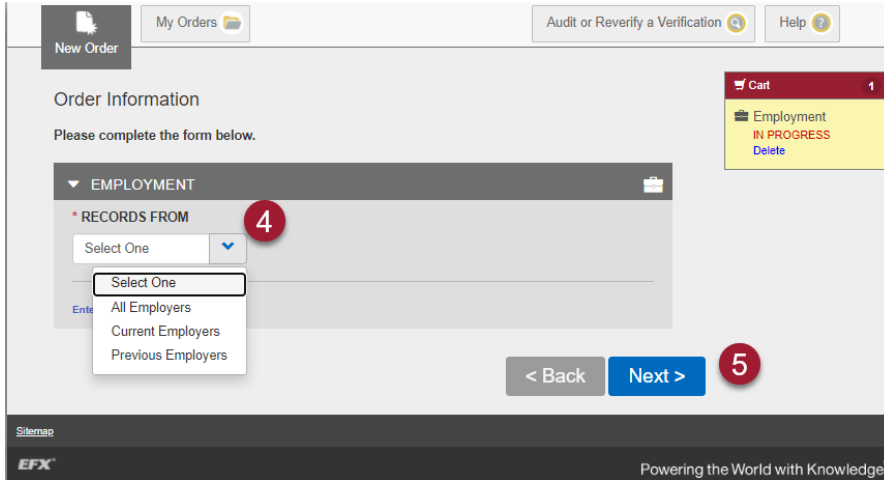 New Order
My Orders
Audit or Reverify a Verification
Help ?
Order Information
Please complete the form below.
Cart 1
Employment
IN PROGRESS
Delete
EMPLOYMENT
* RECORDS FROM
4
Select One
Select One
All Employers
Current Employers
Previous Employers
< Back
Next >
5
Sitemap
EFX
Powering the World with Knowledge